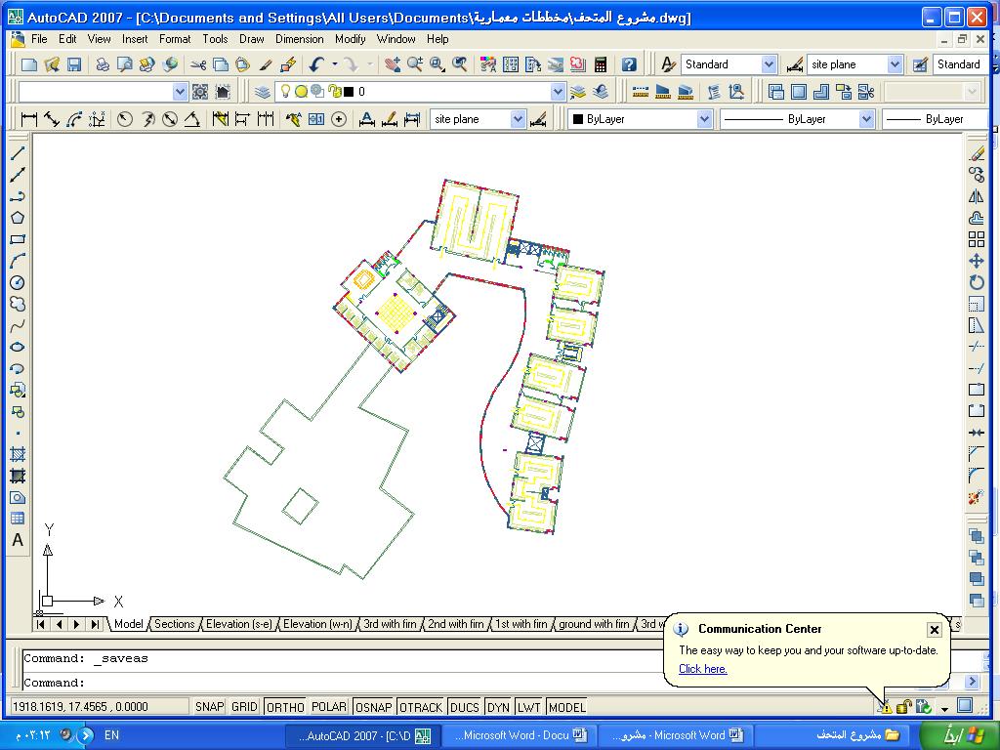 AutoCAD 2007 - [C:\Documents and Settings\All Users\Documents\مخططات معمارية\مشروع المتحف.dwg]
File Edit View Insert Format Tools Draw Dimension Modify Window Help
Standard site plane Standard
0
site plane ByLayer ByLayer ByLayer
Y
X
Model Sections Elevation (s-e) Elevation (w-n) 3rd with firn 2nd with firn 1st with firn ground with firn 3rd
Communication Center
The easy way to keep you and your software up-to-date.
Click here.
Command: _saveas
Command:
1918.1619, 17.4565 , 0.0000 SNAP GRID ORTHO POLAR OSNAP OTRACK DUCS DYN LWT MODEL
٠٣:١٢ م EN ...AutoCAD 2007 - [C:\D ...Microsoft Word - Docu ...مشرو - Microsoft Word مشروع المتحف ابدأ